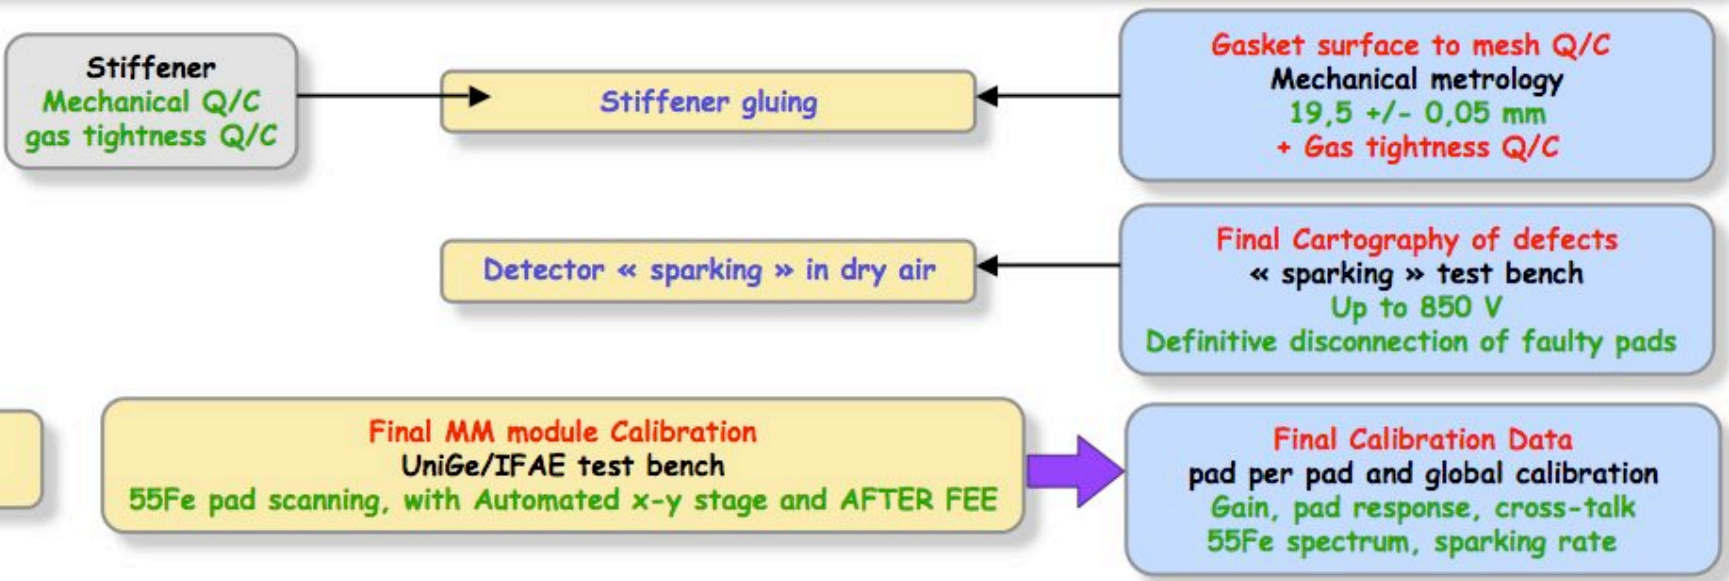 Stiffener
Mechanical Q/C
gas tightness Q/C
Stiffener gluing
Gasket surface to mesh Q/C
Mechanical metrology
19,5 +/- 0,05 mm
+ Gas tightness Q/C
Detector « sparking » in dry air
Final Cartography of defects
« sparking » test bench
Up to 850 V
Definitive disconnection of faulty pads
Final MM module Calibration
UniGe/IFAE test bench
55Fe pad scanning, with Automated x-y stage and AFTER FEE
Final Calibration Data
pad per pad and global calibration
Gain, pad response, cross-talk
55Fe spectrum, sparking rate